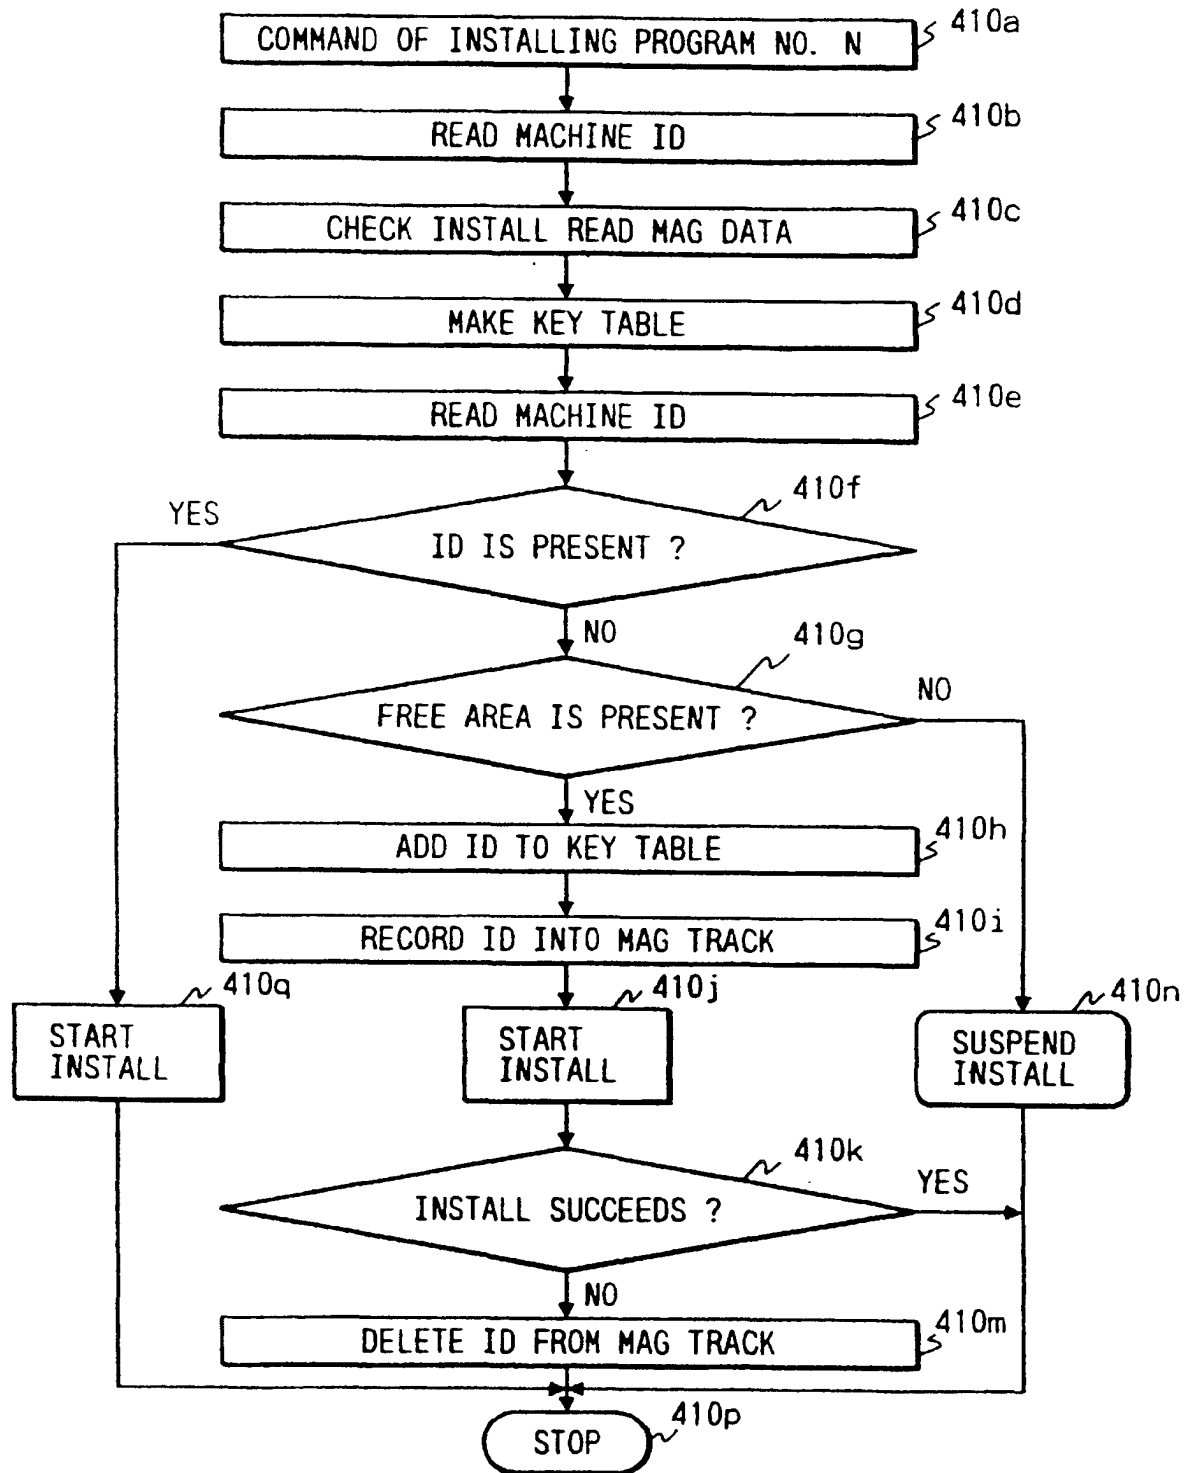 COMMAND OF INSTALLING PROGRAM NO. N
410a
READ MACHINE ID
410b
CHECK INSTALL READ MAG DATA
410c
MAKE KEY TABLE
410d
READ MACHINE ID
410e
410f
YES
ID IS PRESENT ?
NO
410g
NO
FREE AREA IS PRESENT ?
YES
ADD ID TO KEY TABLE
410h
RECORD ID INTO MAG TRACK
410i
410q
START
INSTALL
410j
START
INSTALL
410n
SUSPEND
INSTALL
410k
YES
INSTALL SUCCEEDS ?
NO
DELETE ID FROM MAG TRACK
410m
410p
STOP